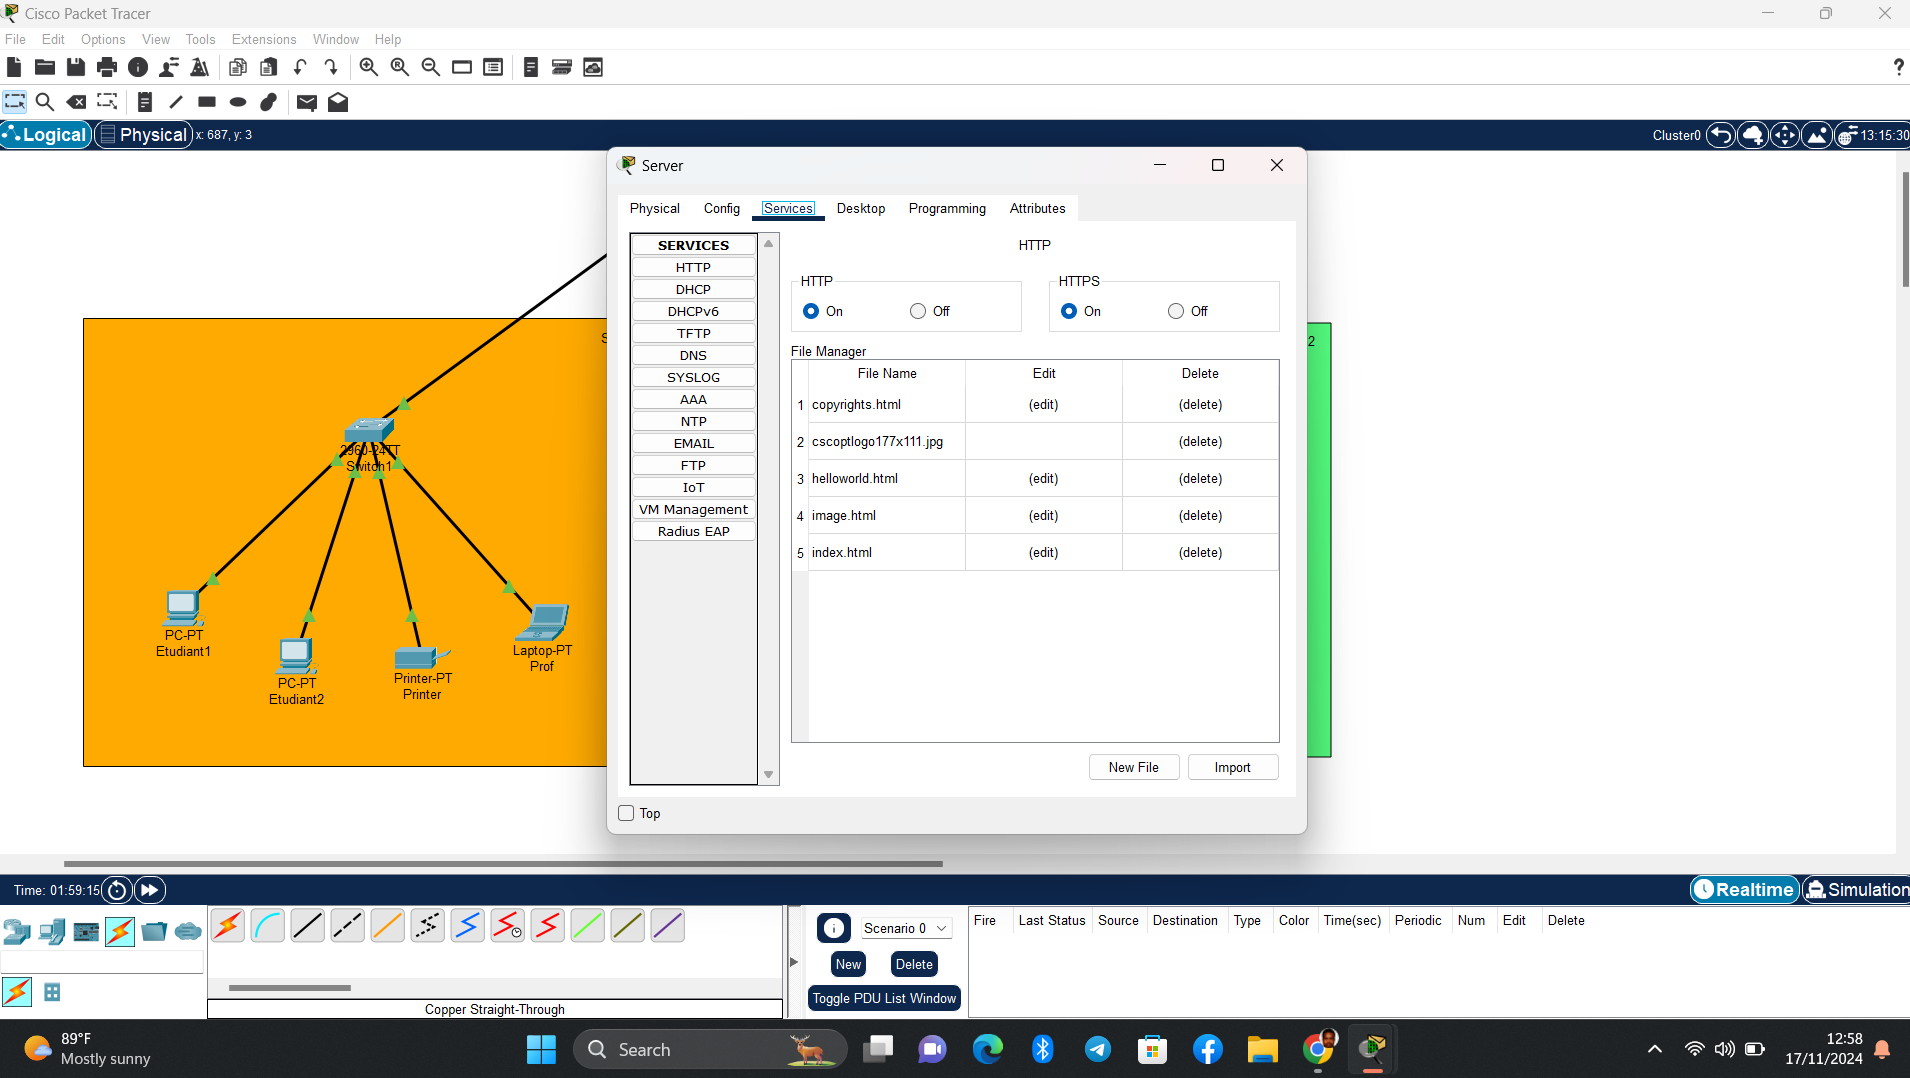 Cisco Packet Tracer
File Edit Options View Tools Extensions Window Help
?
Logical Physical x: 687, y: 3 Cluster0 13:15:30
Server
Physical Config Services Desktop Programming Attributes
SERVICES
HTTP
DHCP
DHCPv6
TFTP
DNS
SYSLOG
AAA
NTP
EMAIL
FTP
IoT
VM Management
Radius EAP
HTTP
HTTP
On Off
HTTPS
On Off
File Manager
File Name Edit Delete
1 copyrights.html (edit) (delete)
2 cscoptlogo177x111.jpg (delete)
3 helloworld.html (edit) (delete)
4 image.html (edit) (delete)
5 index.html (edit) (delete)
New File Import
Top
S
2
2960-24TT
Switch1
PC-PT
Etudiant1
PC-PT
Etudiant2
Printer-PT
Printer
Laptop-PT
Prof
Time: 01:59:15 Realtime Simulation
Scenario 0
New Delete
Toggle PDU List Window
Fire Last Status Source Destination Type Color Time(sec) Periodic Num Edit Delete
Copper Straight-Through
89°F
Mostly sunny
Search
12:58
17/11/2024